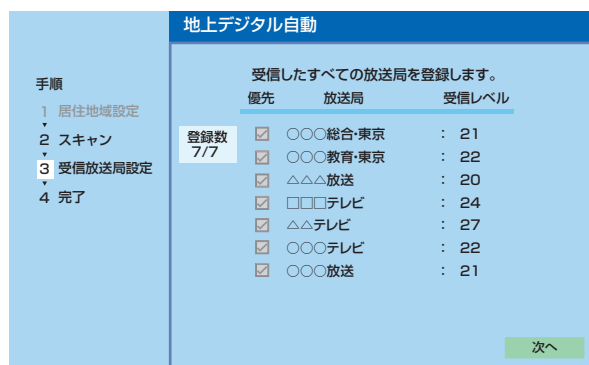 地上デジタル自動
手順
1 居住地域設定
2 スキャン
3 受信放送局設定
4 完了
受信したすべての放送局を登録します。
優先 放送局 受信レベル
登録数
7/7
○○○総合・東京 : 21
○○○教育・東京 : 22
△△△放送 : 20
□□□テレビ : 24
△△テレビ : 27
○○○テレビ : 22
○○○放送 : 21
次へ